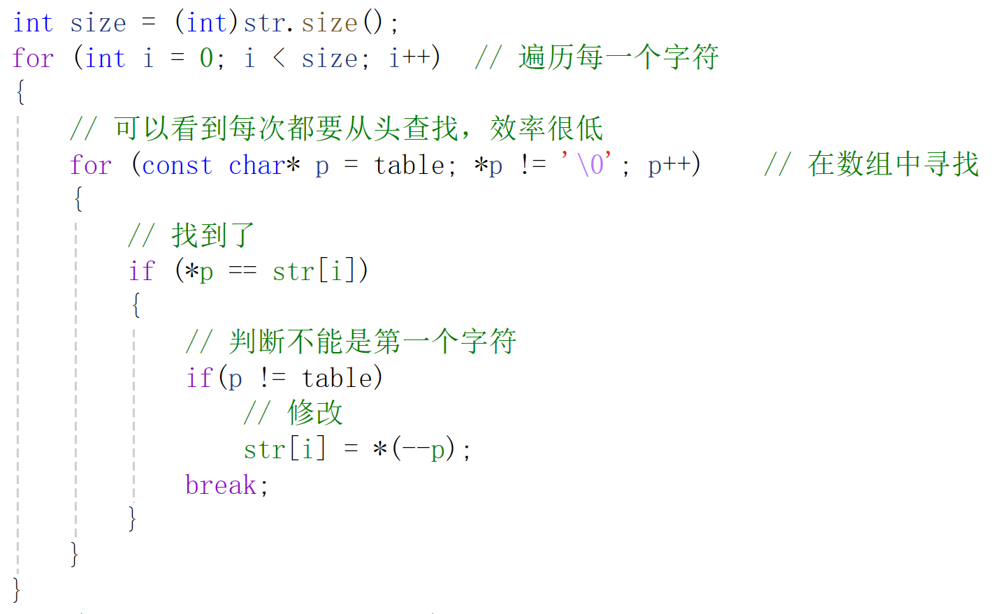 int size = (int)str.size();
for (int i = 0; i < size; i++)  // 遍历每一个字符
{
    // 可以看到每次都要从头查找，效率很低
    for (const char* p = table; *p != '\0'; p++)    // 在数组中寻找
    {
        // 找到了
        if (*p == str[i])
        {
            // 判断不能是第一个字符
            if(p != table)
                // 修改
                str[i] = *(--p);
            break;
        }
    }
}